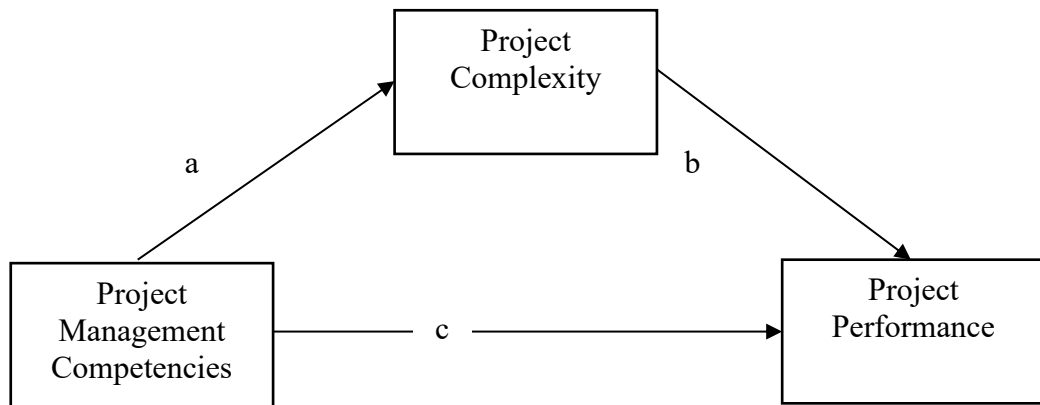 Project
Complexity
a
b
Project
Management
Competencies
c
Project
Performance